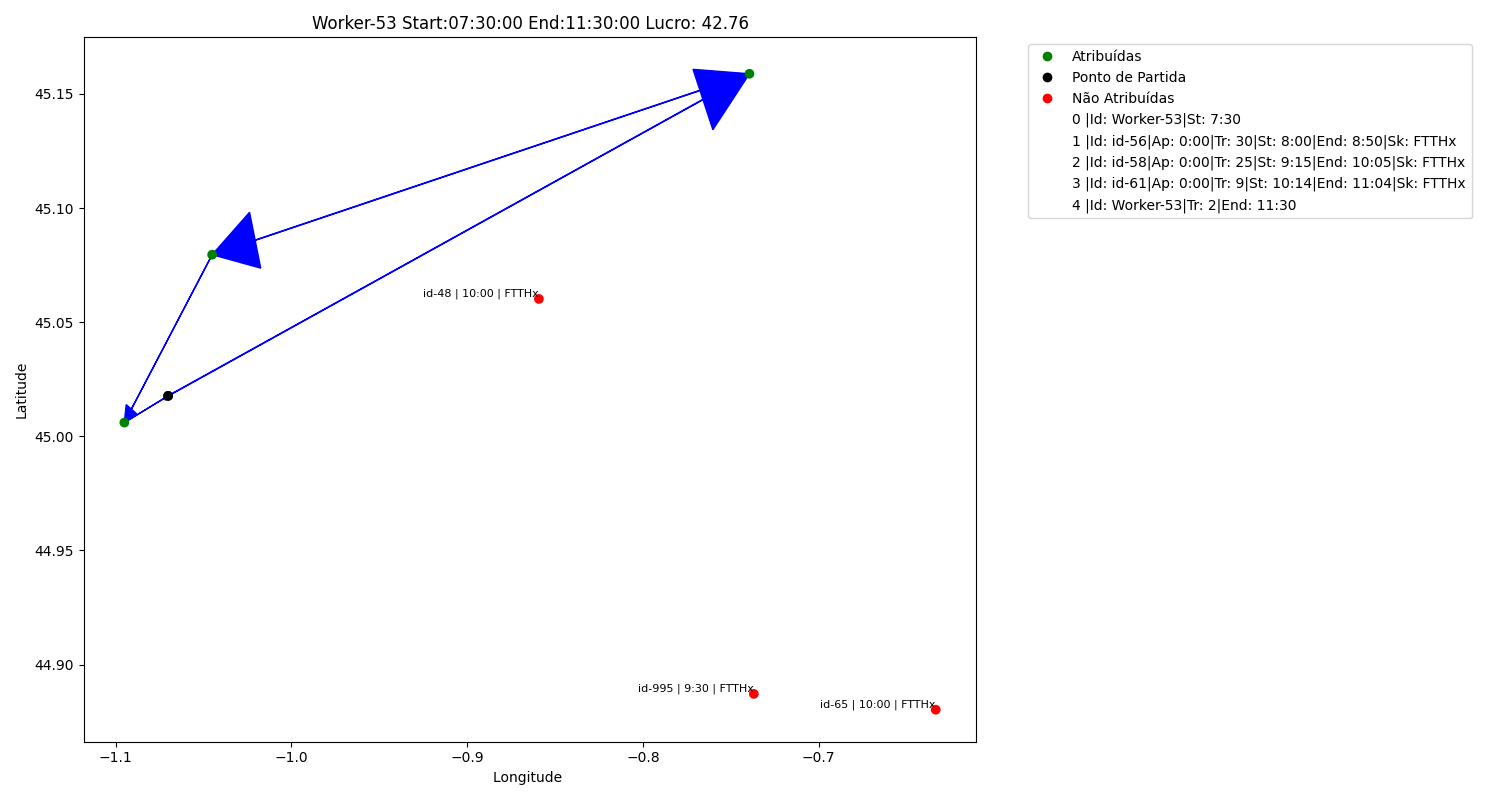 Worker-53 Start:07:30:00 End:11:30:00 Lucro: 42.76
Atribuídas
Ponto de Partida
Não Atribuídas
0 |Id: Worker-53|St: 7:30
1 |Id: id-56|Ap: 0:00|Tr: 30|St: 8:00|End: 8:50|Sk: FTTHx
2 |Id: id-58|Ap: 0:00|Tr: 25|St: 9:15|End: 10:05|Sk: FTTHx
3 |Id: id-61|Ap: 0:00|Tr: 9|St: 10:14|End: 11:04|Sk: FTTHx
4 |Id: Worker-53|Tr: 2|End: 11:30
45.15
45.10
45.05
45.00
44.95
44.90
Latitude
id-48 | 10:00 | FTTHx
id-995 | 9:30 | FTTHx
id-65 | 10:00 | FTTHx
−1.1
−1.0
−0.9
−0.8
−0.7
Longitude